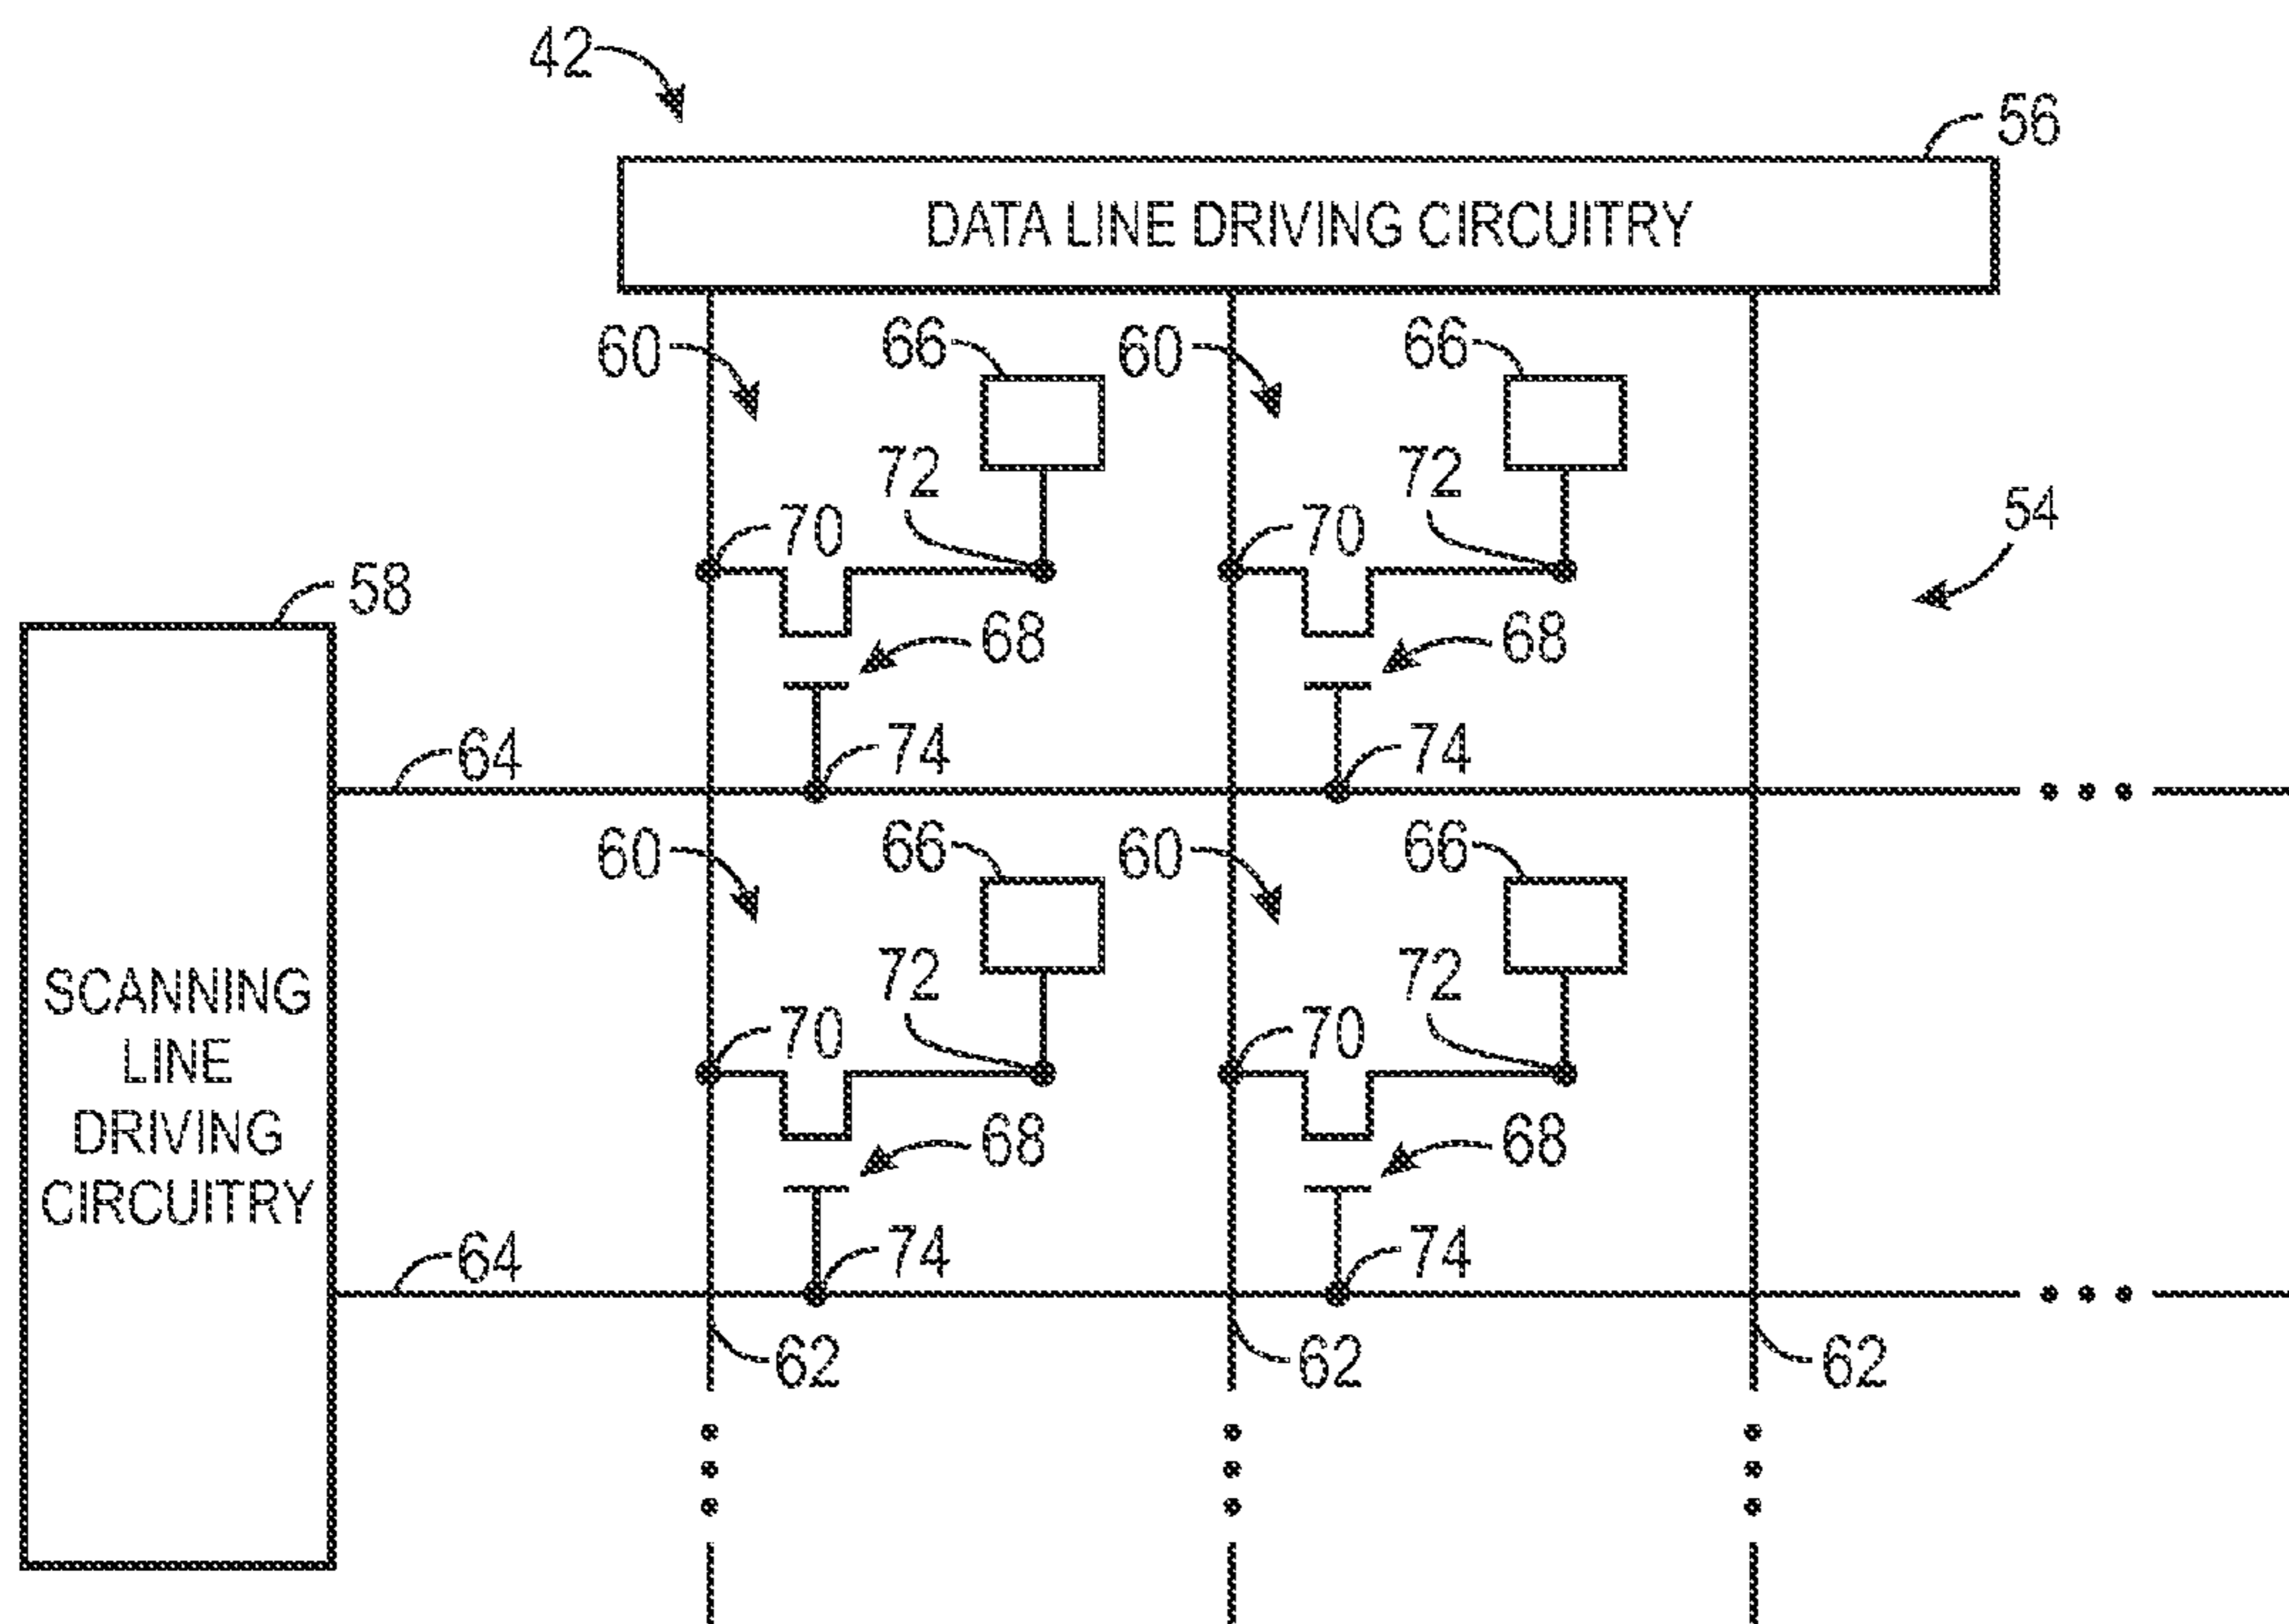 42
56
DATA LINE DRIVING CIRCUITRY
60 66 60 66
72 72
70 70
54
58
68 68
64 74 74
60 66 60 66
72 72
SCANNING
LINE
DRIVING
CIRCUITRY
70 70
68 68
64 74 74
62 62 62